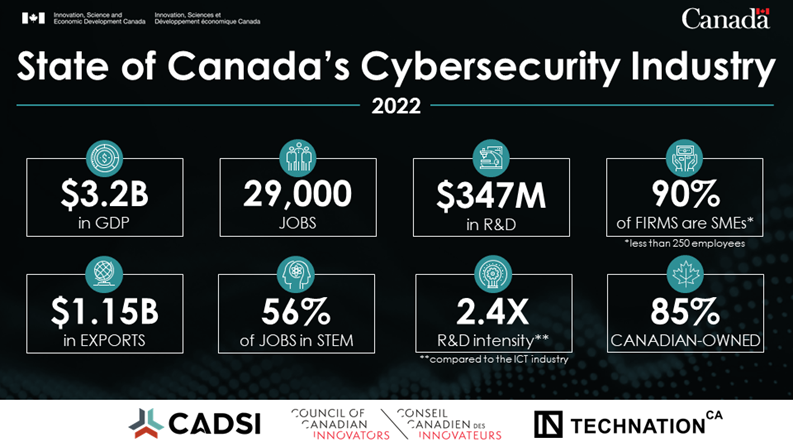 Innovation, Science and
Economic Development Canada
Innovation, Sciences et
Développement économique Canada
Canada
State of Canada's Cybersecurity Industry
2022
$3.2B
in GDP
29,000
JOBS
$347M
in R&D
90%
of FIRMS are SMEs*
*less than 250 employees
$1.15B
in EXPORTS
56%
of JOBS in STEM
2.4X
R&D intensity**
**compared to the ICT industry
85%
CANADIAN-OWNED
CADSI
COUNCIL OF
CANADIAN
INNOVATORS
CONSEIL
CANADIEN DES
INNOVATEURS
IN TECHNATION CA